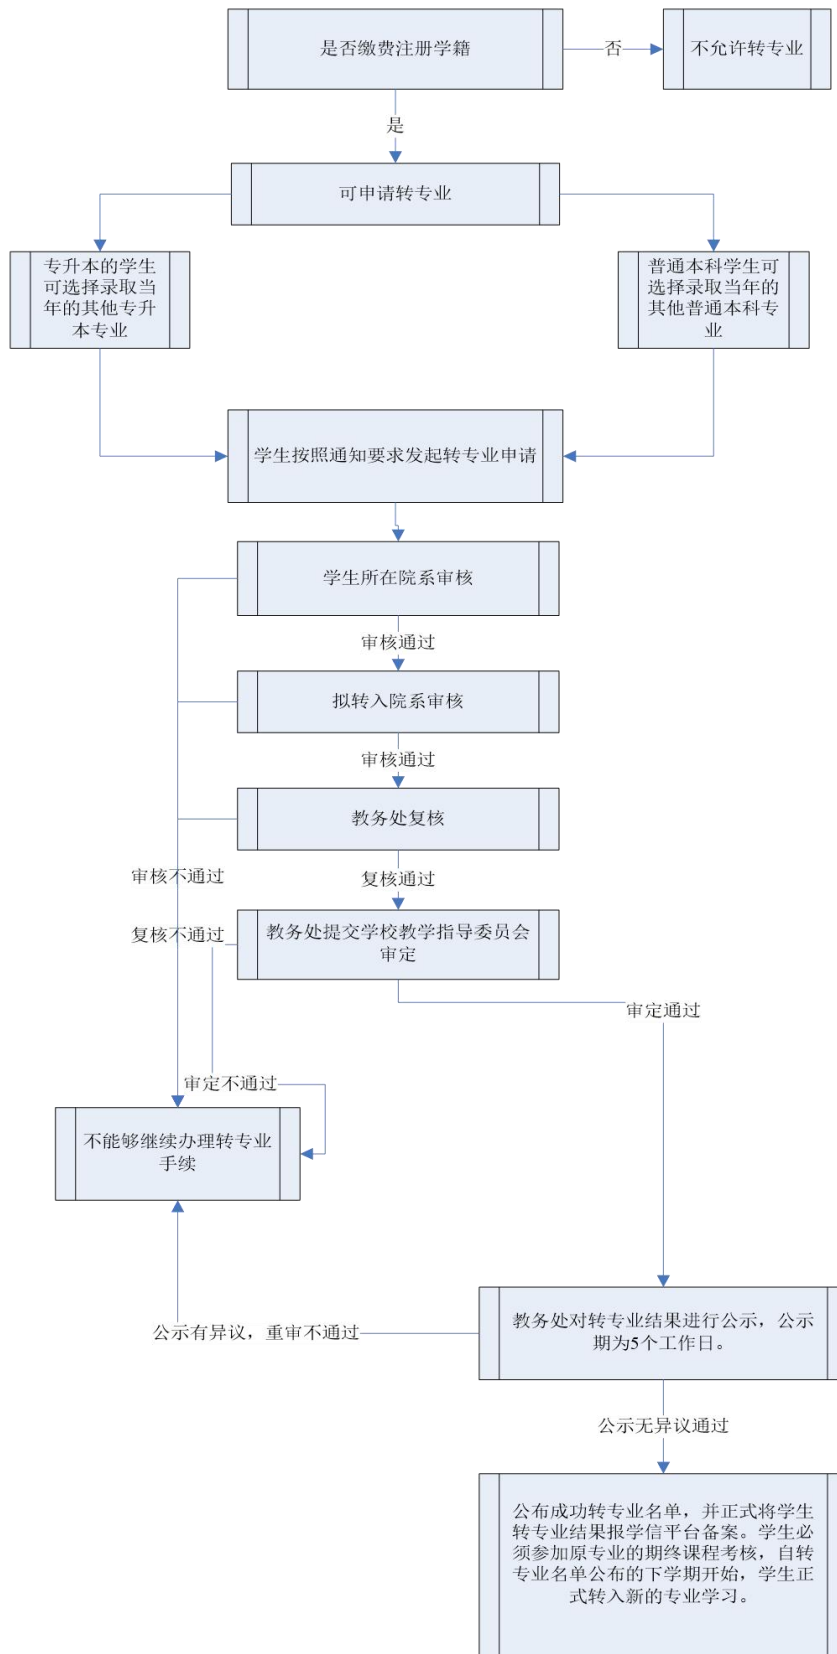 是否缴费注册学籍
否
不允许转专业
是
可申请转专业
专升本的学生
可选择录取当
年的其他专升
本专业
普通本科学生可
选择录取当年的
其他普通本科专
业
学生按照通知要求发起转专业申请
学生所在院系审核
审核通过
拟转入院系审核
审核通过
教务处复核
审核不通过
复核通过
复核不通过
教务处提交学校教学指导委员会
审定
审定通过
审定不通过
不能够继续办理转专业
手续
教务处对转专业结果进行公示，公示
期为5个工作日。
公示有异议，重审不通过
公示无异议通过
公布成功转专业名单，并正式将学生
转专业结果报学信平台备案。学生必
须参加原专业的期终课程考核，自转
专业名单公布的下学期开始，学生正
式转入新的专业学习。